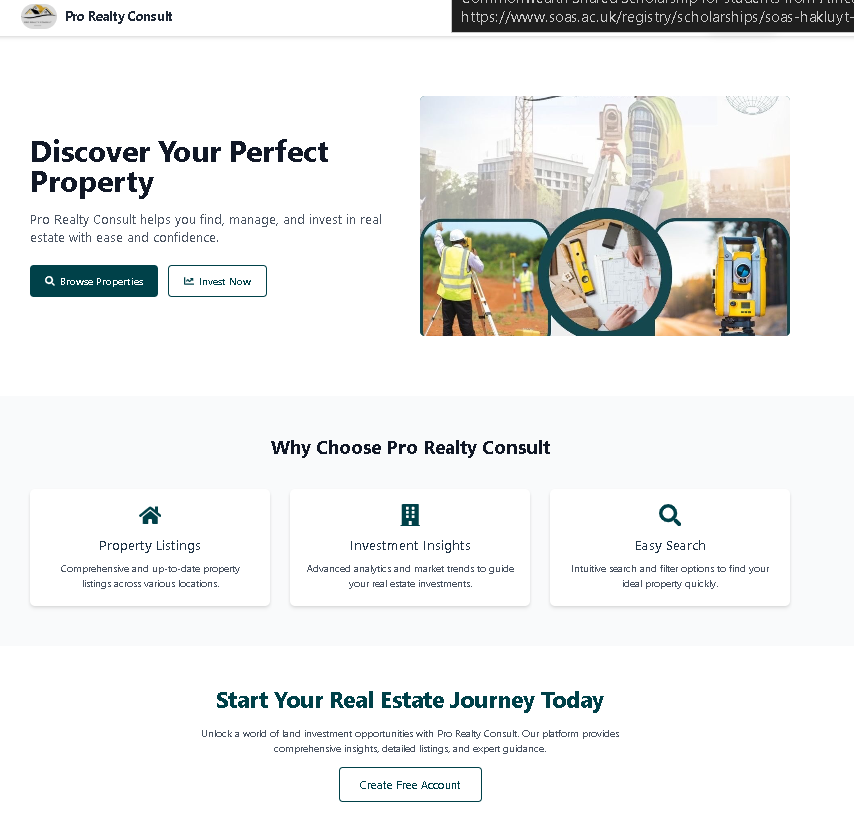 Pro Realty Consult
Commonwealth Shared Scholarship for students from
https://www.soas.ac.uk/registry/scholarships/soas-hakluyt-
Discover Your Perfect
Property
Pro Realty Consult helps you find, manage, and invest in real
estate with ease and confidence.
Browse Properties
Invest Now
Why Choose Pro Realty Consult
Property Listings
Comprehensive and up-to-date property
listings across various locations.
Investment Insights
Advanced analytics and market trends to guide
your real estate investments.
Easy Search
Intuitive search and filter options to find your
ideal property quickly.
Start Your Real Estate Journey Today
Unlock a world of land investment opportunities with Pro Realty Consult. Our platform provides
comprehensive insights, detailed listings, and expert guidance.
Create Free Account